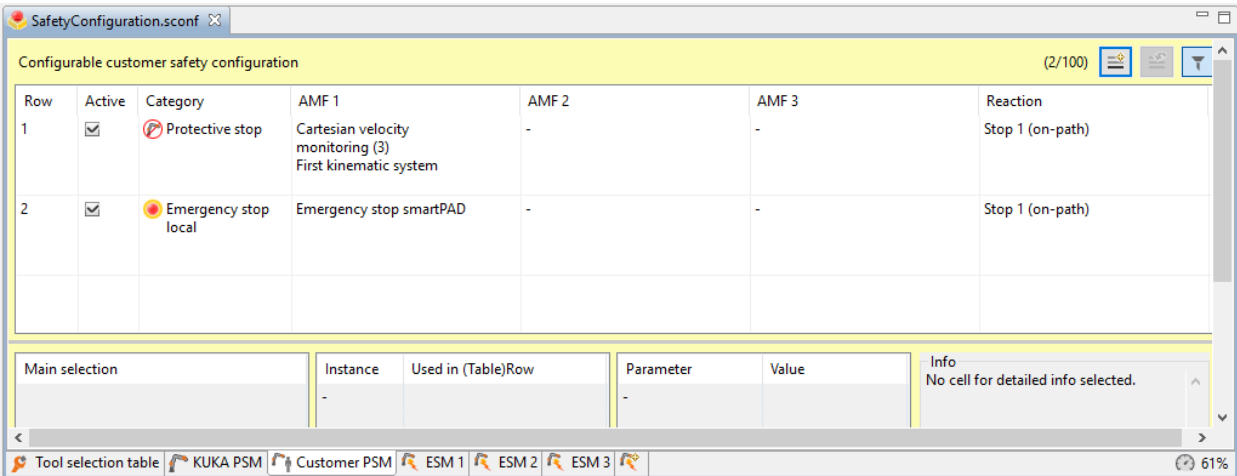 SafetyConfiguration.sconf
Configurable customer safety configuration (2/100)
Row Active Category AMF 1 AMF 2 AMF 3 Reaction
1 Protective stop Cartesian velocity - - Stop 1 (on-path)
monitoring (3)
First kinematic system
2 Emergency stop Emergency stop smartPAD - - Stop 1 (on-path)
local
Main selection Instance Used in (Table)Row Parameter Value Info
- - No cell for detailed info selected.
Tool selection table KUKA PSM Customer PSM ESM 1 ESM 2 ESM 3 61%